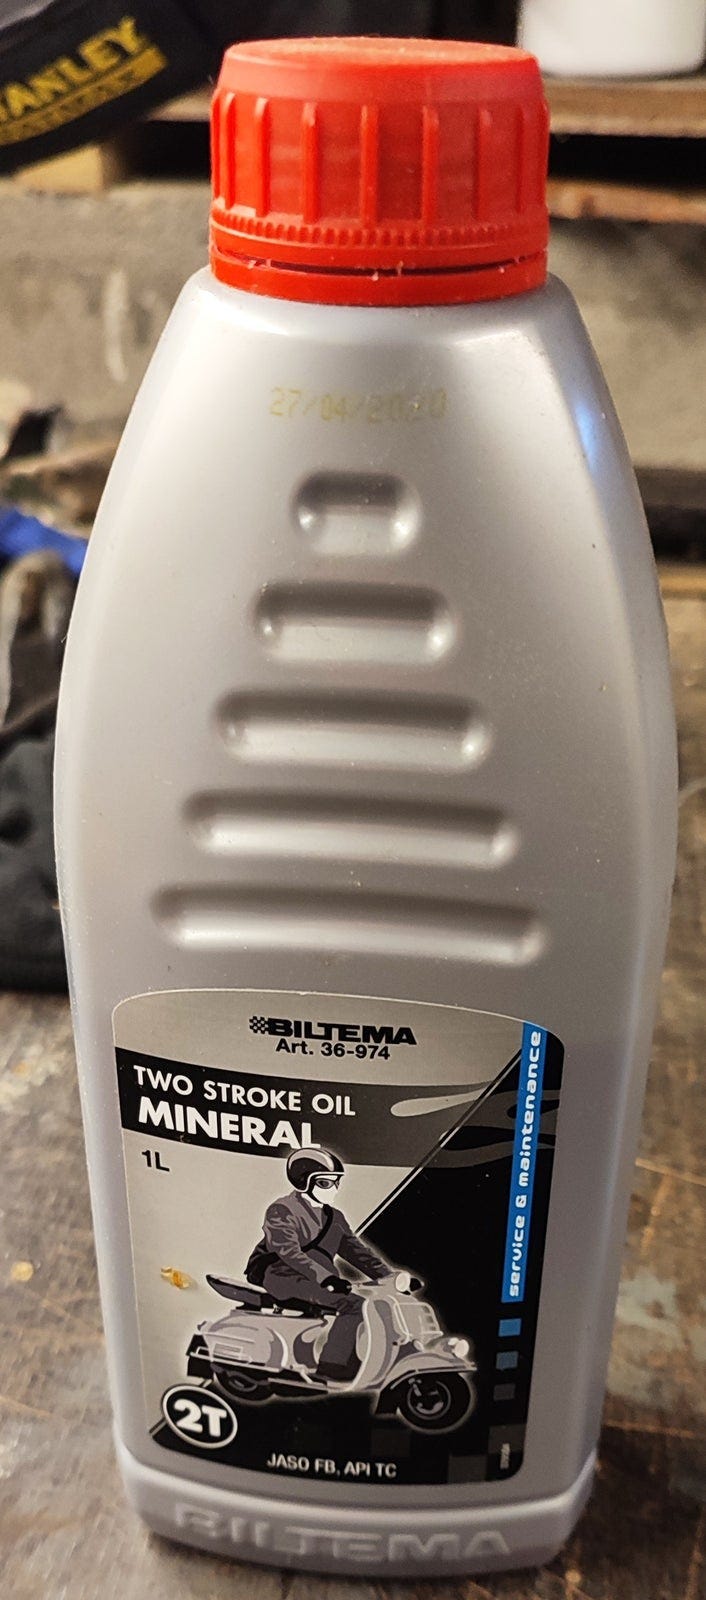 STANLEY
27/04/2020
BILTEMA
Art. 36-974
TWO STROKE OIL
MINERAL
1L
service & maintenance
2T
JASO FB, API TC
BILTEMA